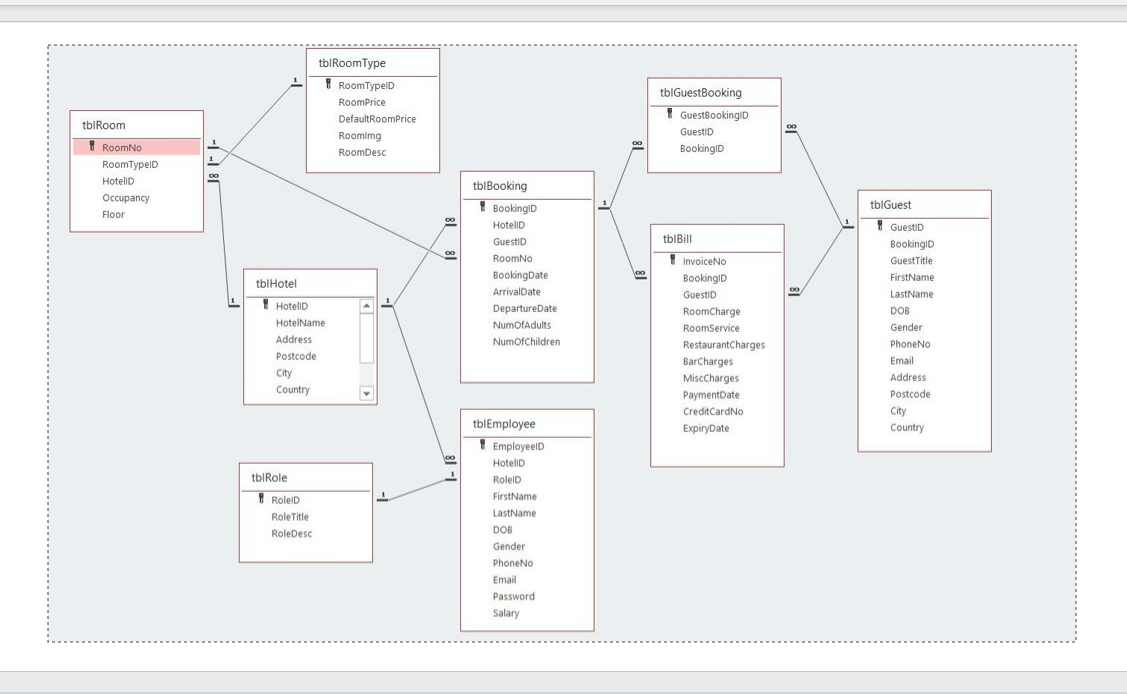 tblRoom
RoomNo
RoomTypeID
HotelID
Occupancy
Floor
tblRoomType
RoomTypeID
RoomPrice
DefaultRoomPrice
RoomImg
RoomDesc
tblHotel
HotelID
HotelName
Address
Postcode
City
Country
tblRole
RoleID
RoleTitle
RoleDesc
tblBooking
BookingID
HotelID
GuestID
RoomNo
BookingDate
ArrivalDate
DepartureDate
NumOfAdults
NumOfChildren
tblEmployee
EmployeeID
HotelID
RoleID
FirstName
LastName
DOB
Gender
PhoneNo
Email
Password
Salary
tblGuestBooking
GuestBookingID
GuestID
BookingID
tblBill
InvoiceNo
BookingID
GuestID
RoomCharge
RoomService
RestaurantCharges
BarCharges
MiscCharges
PaymentDate
CreditCardNo
ExpiryDate
tblGuest
GuestID
BookingID
GuestTitle
FirstName
LastName
DOB
Gender
PhoneNo
Email
Address
Postcode
City
Country
1
1
∞
1
1
∞
∞
1
∞
1
1
1
∞
∞
∞
∞
1